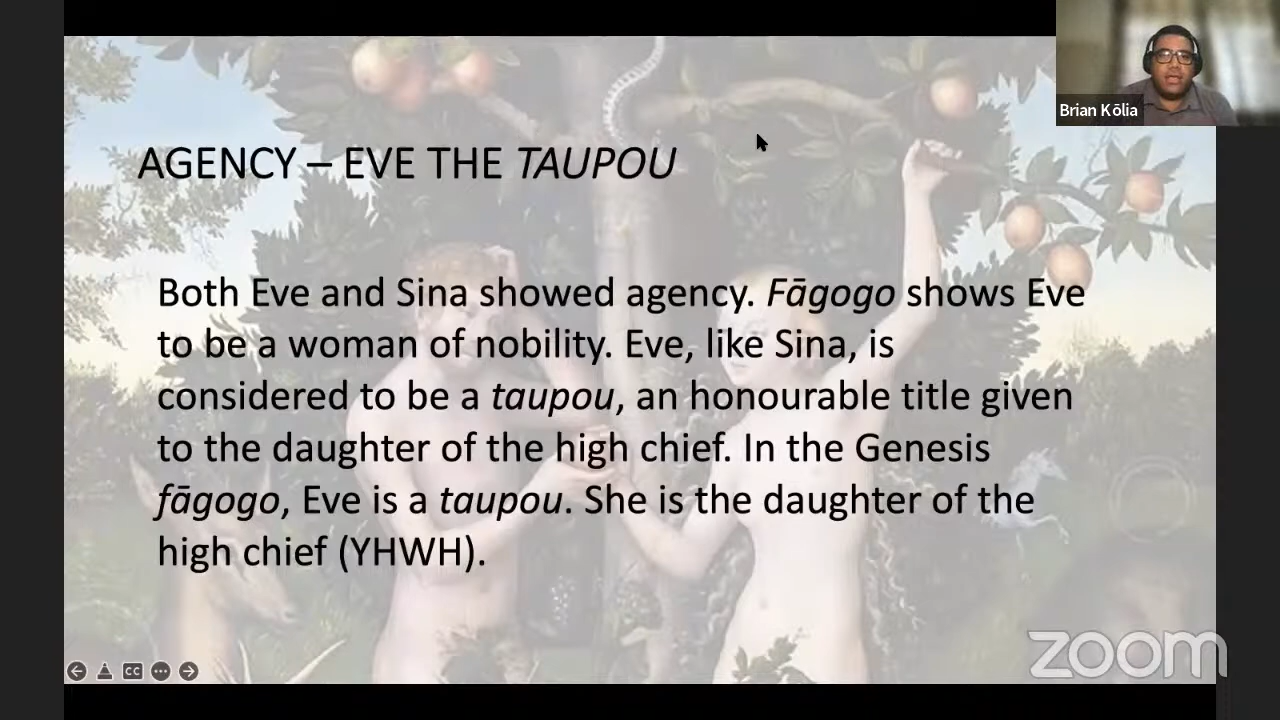 Brian Kōlia
AGENCY – EVE THE TAUPOU
Both Eve and Sina showed agency. Fāgogo shows Eve
to be a woman of nobility. Eve, like Sina, is
considered to be a taupou, an honourable title given
to the daughter of the high chief. In the Genesis
fāgogo, Eve is a taupou. She is the daughter of the
high chief (YHWH).
CC
zoom